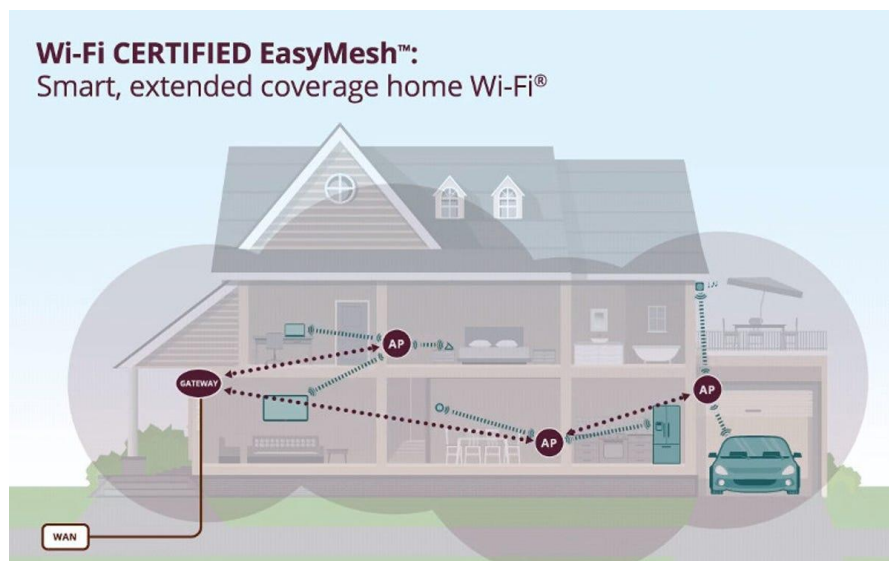 Wi-Fi CERTIFIED EasyMesh™:
Smart, extended coverage home Wi-Fi®
AP
GATEWAY
AP
AP
WAN